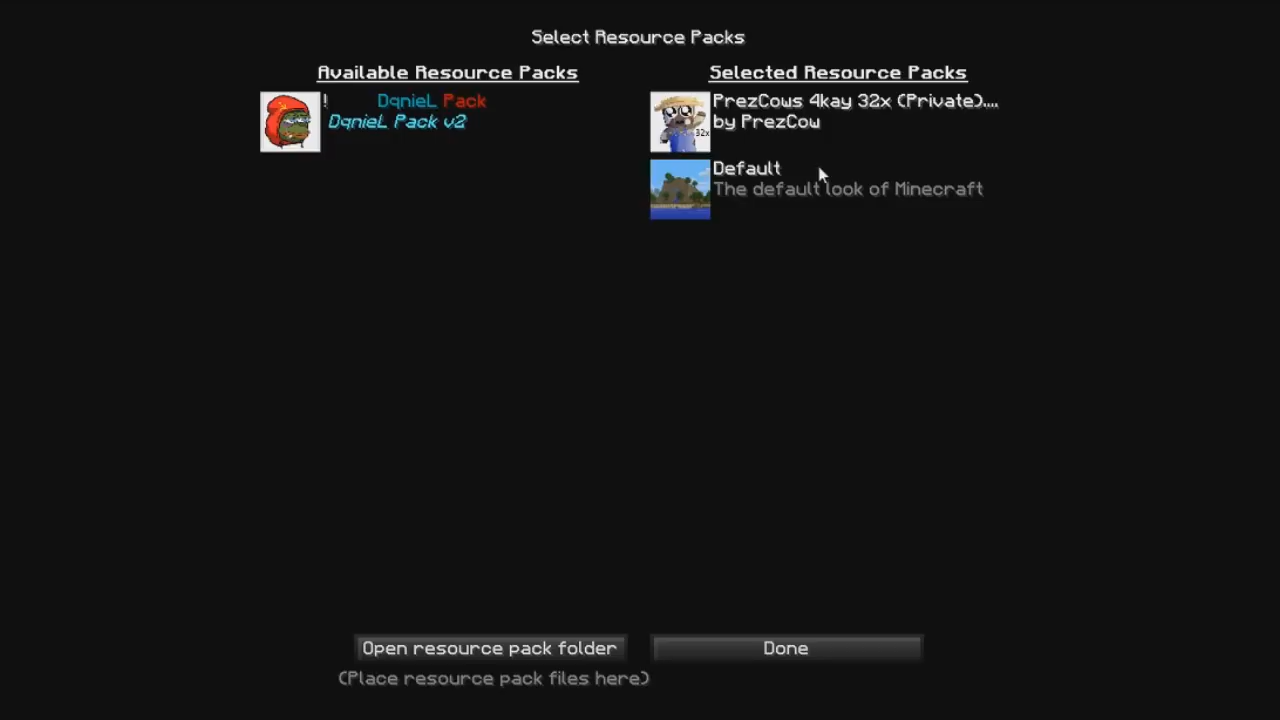 Select Resource Packs
Available Resource Packs
! DqnieL Pack
DqnieL Pack v2
Selected Resource Packs
PrezCows 4kay 32x (Private)....
by PrezCow
32x
Default
The default look of Minecraft
Open resource pack folder
Done
(Place resource pack files here)